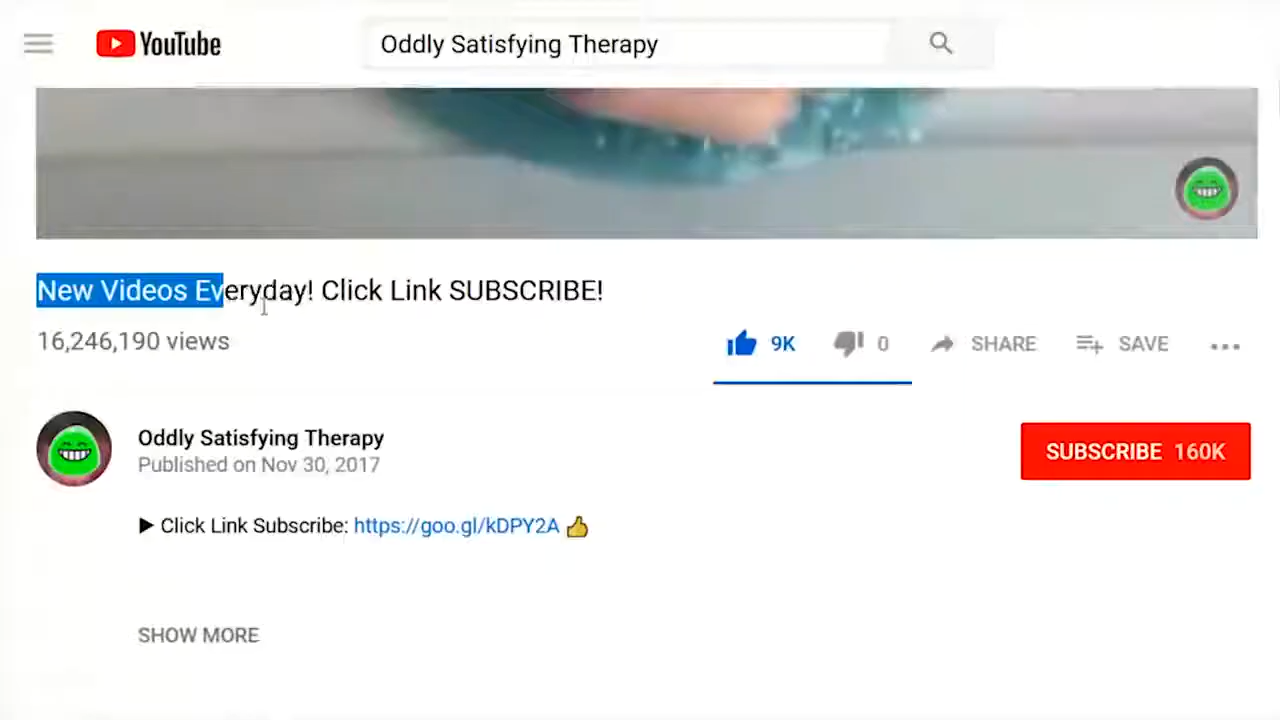 YouTube
Oddly Satisfying Therapy
New Videos Everyday! Click Link SUBSCRIBE!
16,246,190 views
9K 0 SHARE SAVE
Oddly Satisfying Therapy
Published on Nov 30, 2017
SUBSCRIBE 160K
▶ Click Link Subscribe: https://goo.gl/kDPY2A 👍
SHOW MORE